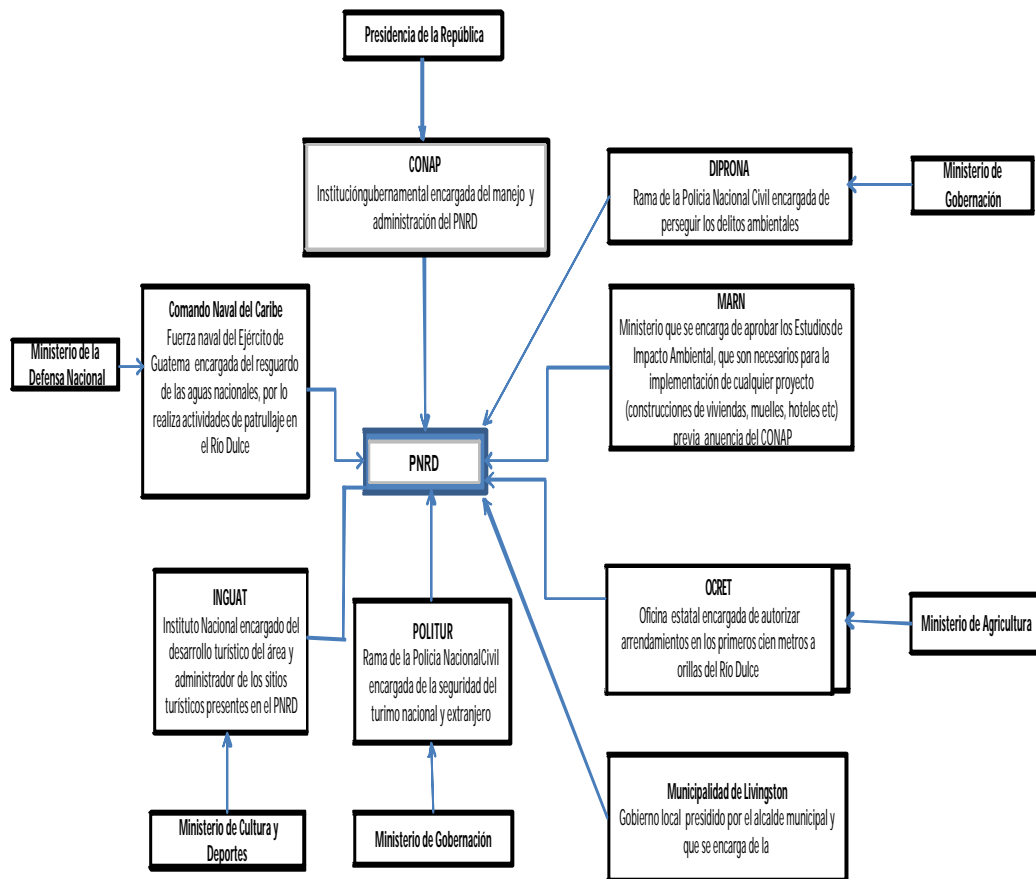 Presidencia de la República
CONAP
Institucióngubernamental encargada del manejo y
administración del PNRD
DIPRONA
Rama de la Policia Nacional Civil encargada de
perseguir los delitos ambientales
Ministerio de
Gobernación
Comando Naval del Caribe
Fuerza naval del Ejército de
Guatema encargada del resguardo
de las aguas nacionales, por lo
realiza actividades de patrullaje en
el Río Dulce
Ministerio de la
Defensa Nacional
MARN
Ministerio que se encarga de aprobar los Estudios de
Impacto Ambiental, que son necesarios para la
implementación de cualquier proyecto
(construcciones de viviendas, muelles, hoteles etc)
previa anuencia del CONAP
PNRD
INGUAT
Instituto Nacional encargado del
desarrollo turístico del área y
administrador de los sitios
turísticos presentes en el PNRD
POLITUR
Rama de la Policia NacionalCivil
encargada de la seguridad del
turimo nacional y extranjero
OCRET
Oficina estatal encargada de autorizar
arrendamientos en los primeros cien metros a
orillas del Río Dulce
Ministerio de Agricultura
Municipalidad de Livingston
Gobierno local presidido por el alcalde municipal y
que se encarga de la
Ministerio de Cultura y
Deportes
Ministerio de Gobernación